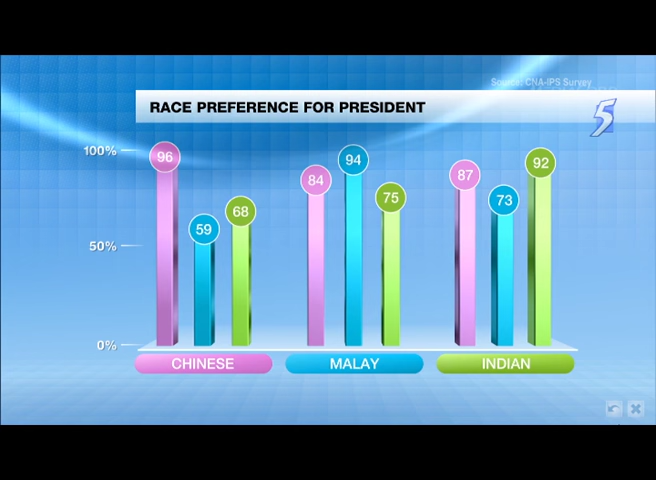 Source: CNA-IPS Survey
RACE PREFERENCE FOR PRESIDENT
5
100%
50%
0%
96
59
68
84
94
75
87
73
92
CHINESE
MALAY
INDIAN